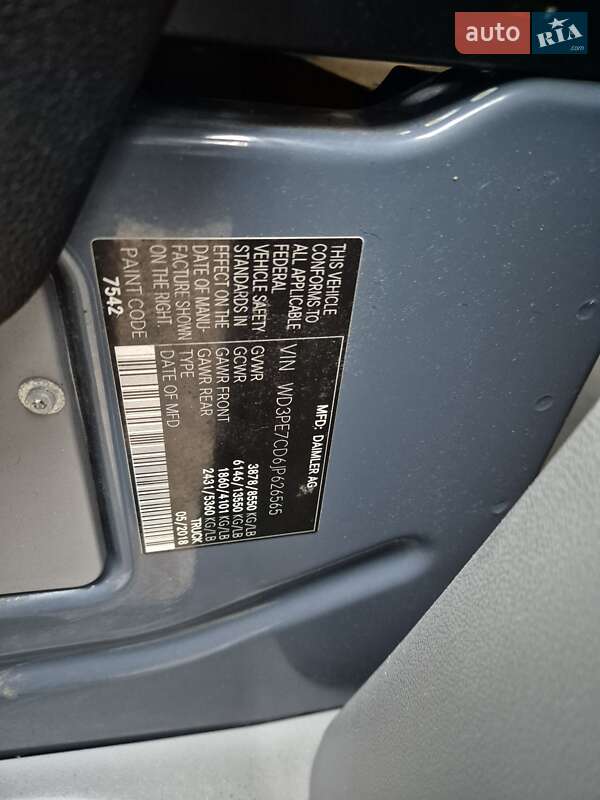 auto RIA
.com
MFD: DAIMLER AG
VIN WD3PE7CD6JP626565
GVWR 3878/8550 KG/LB
GCWR 6146/13550 KG/LB
GAWR FRONT 1860/4101 KG/LB
GAWR REAR 2431/5360 KG/LB
TYPE TRUCK
DATE OF MFD 05/2018
THIS VEHICLE
CONFORMS TO
ALL APPLICABLE
FEDERAL
VEHICLE SAFETY
STANDARDS IN
EFFECT ON THE
DATE OF MANU-
FACTURE SHOWN
ON THE RIGHT.
PAINT CODE
7542